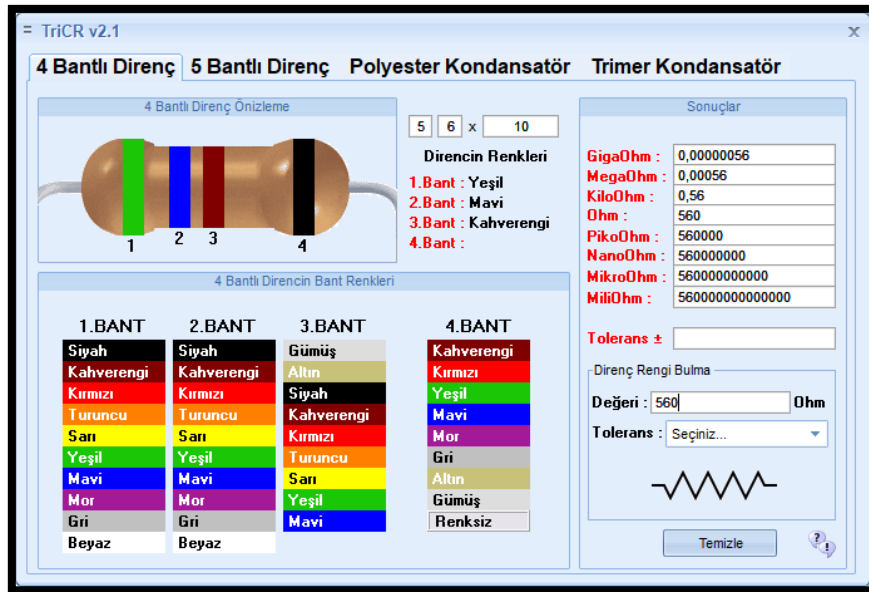 TriCR v2.1
4 Bantlı Direnç 5 Bantlı Direnç Polyester Kondansatör Trimer Kondansatör
4 Bantlı Direnç Önizleme
1 2 3 4
5 6 x 10
Direncin Renkleri
1.Bant : Yeşil
2.Bant : Mavi
3.Bant : Kahverengi
4.Bant :
4 Bantlı Direncin Bant Renkleri
1.BANT 2.BANT 3.BANT 4.BANT
Siyah Siyah Gümüş Kahverengi
Kahverengi Kahverengi Altın Kırmızı
Kırmızı Kırmızı Siyah Yeşil
Turuncu Turuncu Kahverengi Mavi
Sarı Sarı Kırmızı Mor
Yeşil Yeşil Turuncu Gri
Mavi Mavi Sarı Altın
Mor Mor Yeşil Gümüş
Gri Gri Mavi Renksiz
Beyaz Beyaz
Sonuçlar
GigaOhm : 0,00000056
MegaOhm : 0,00056
KiloOhm : 0,56
Ohm : 560
PikoOhm : 560000
NanoOhm : 560000000
MikroOhm : 560000000000
MiliOhm : 560000000000000
Tolerans ±
Direnç Rengi Bulma
Değeri : 560 Ohm
Tolerans : Seçiniz...
Temizle